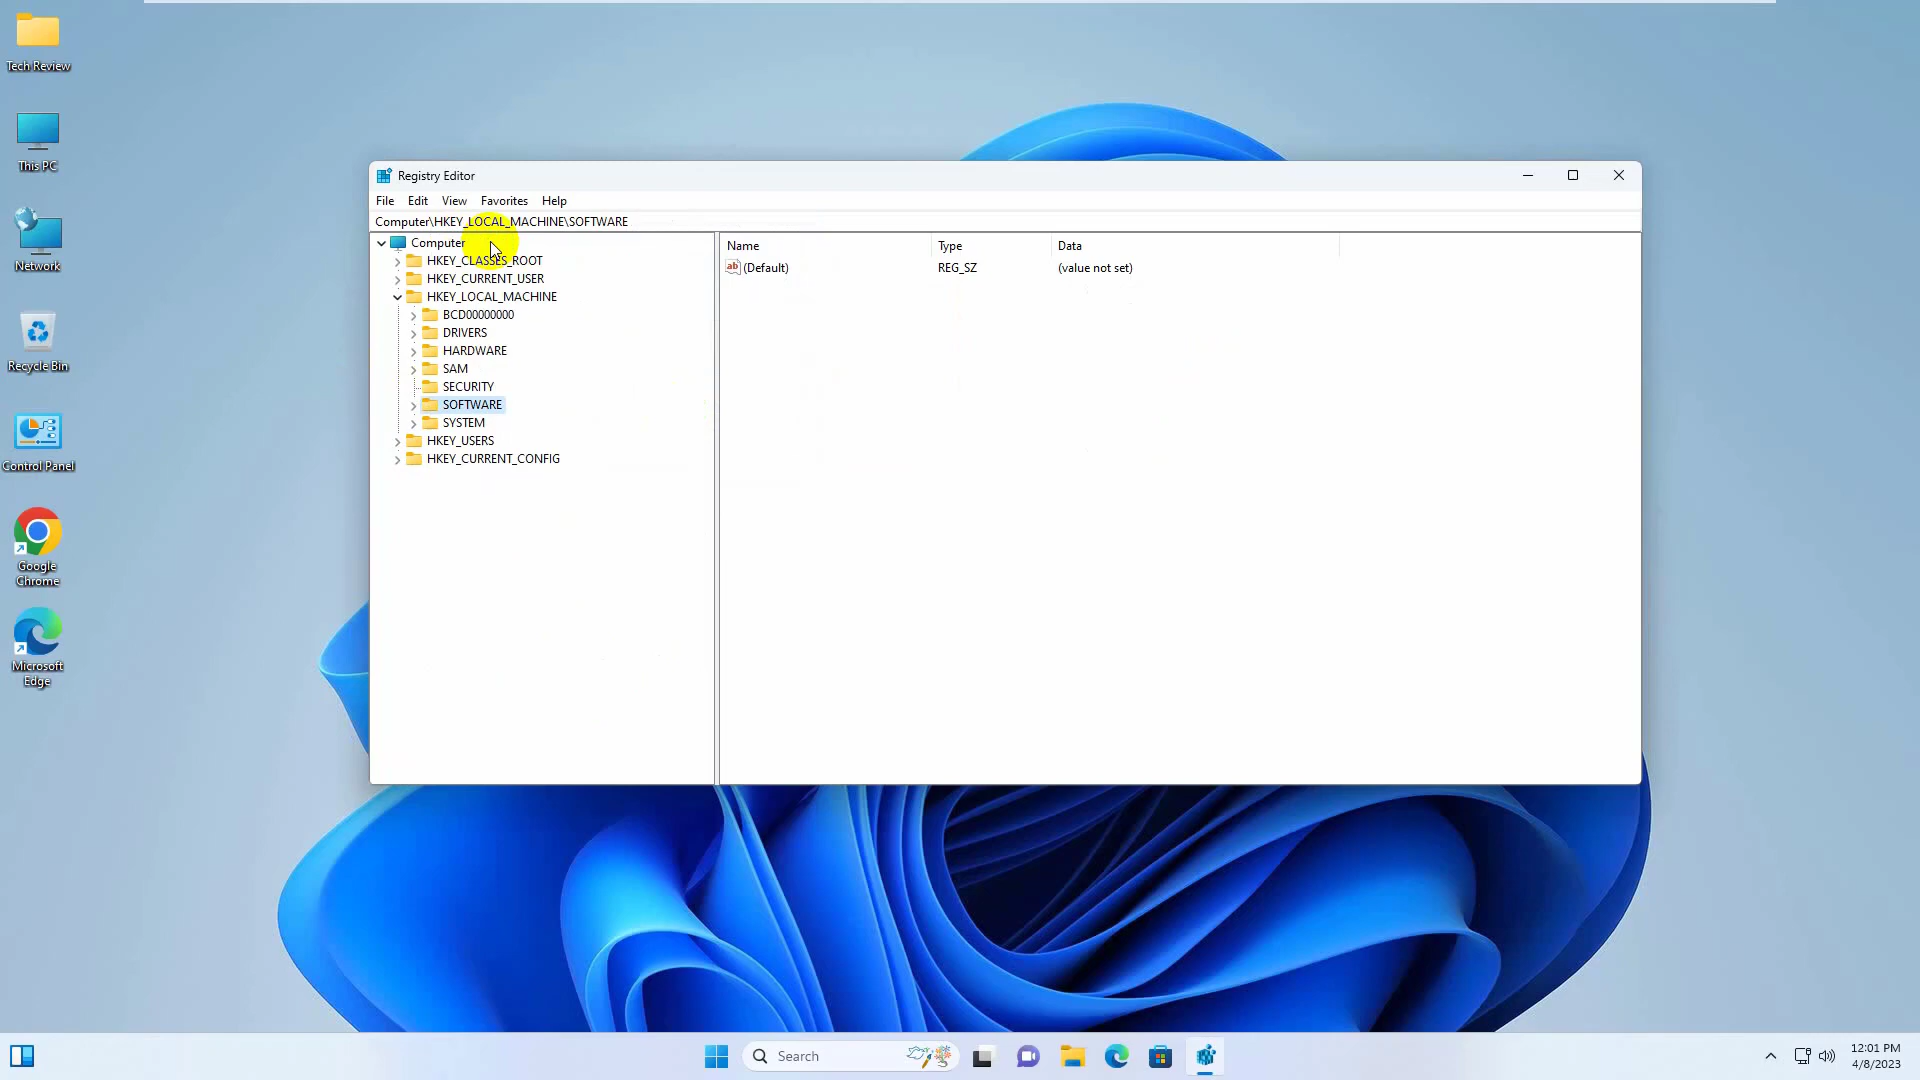 Tech Review
This PC
Network
Recycle Bin
Control Panel
Google
Chrome
Microsoft
Edge
Registry Editor
File Edit View Favorites Help
Computer\HKEY_LOCAL_MACHINE\SOFTWARE
Computer
HKEY_CLASSES_ROOT
HKEY_CURRENT_USER
HKEY_LOCAL_MACHINE
BCD00000000
DRIVERS
HARDWARE
SAM
SECURITY
SOFTWARE
SYSTEM
HKEY_USERS
HKEY_CURRENT_CONFIG
Name Type Data
ab (Default) REG_SZ (value not set)
Search
12:01 PM
4/8/2023